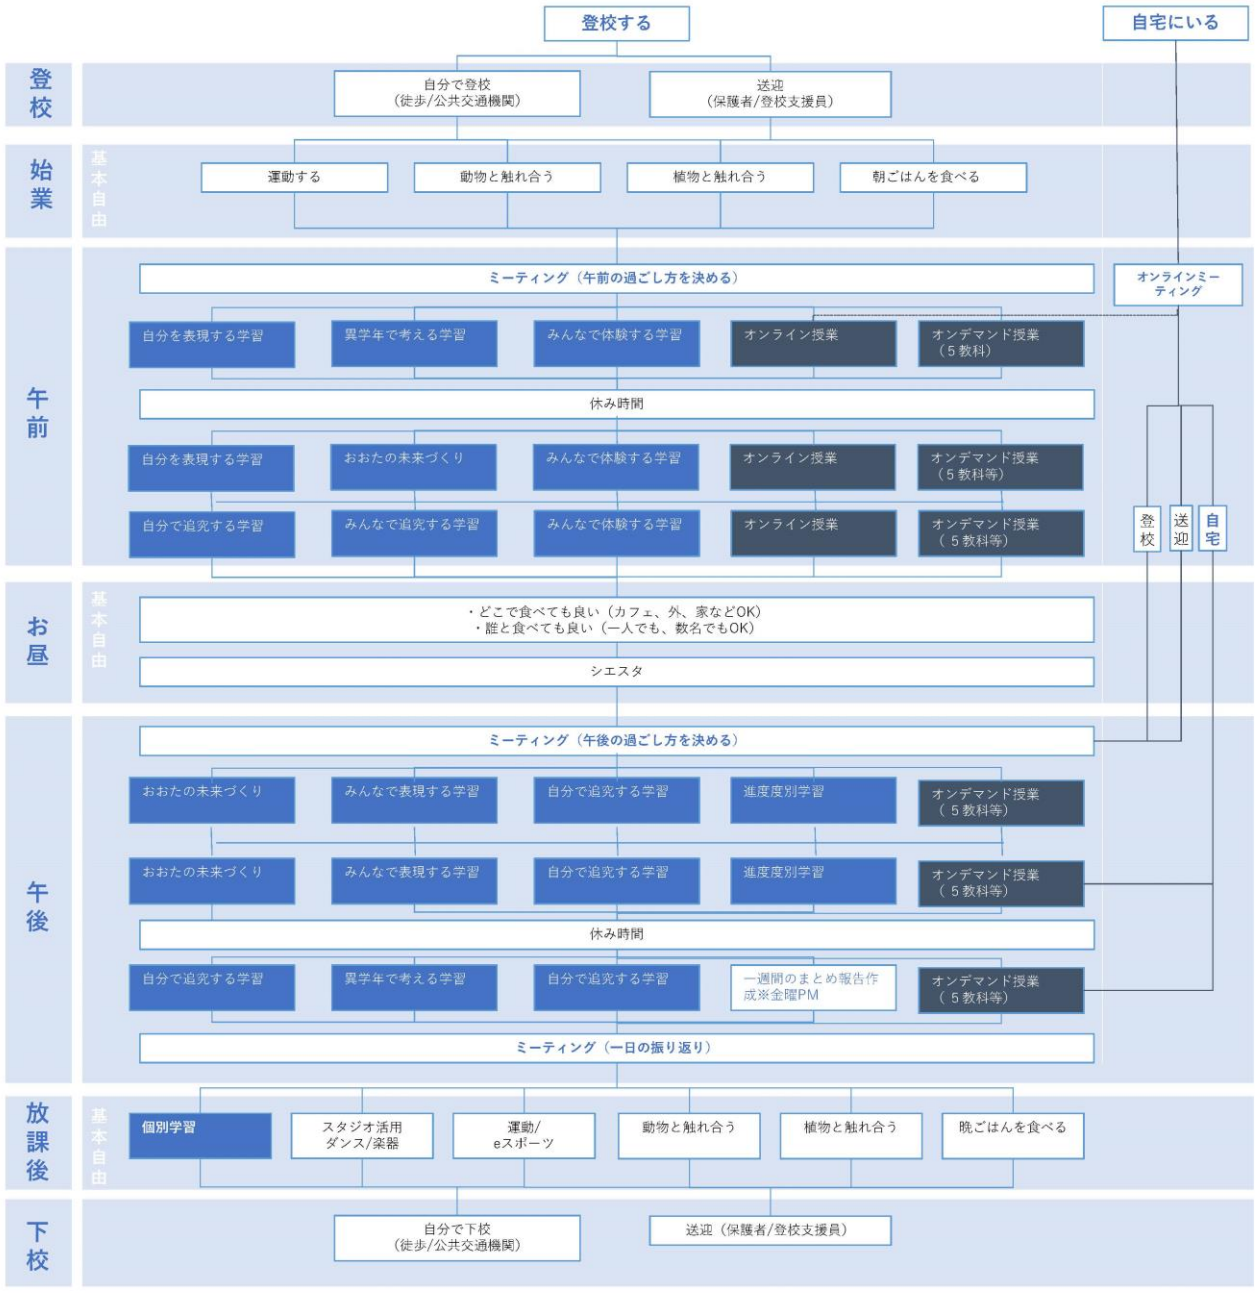 登校する
自宅にいる
登校
自分で登校
(徒歩/公共交通機関)
送迎
(保護者/登校支援員)
始業
基本自由
運動する
動物と触れ合う
植物と触れ合う
朝ごはんを食べる
午前
ミーティング（午前の過ごし方を決める）
オンラインミー
ティング
自分を表現する学習
異学年で考える学習
みんなで体験する学習
オンライン授業
オンデマンド授業
（５教科）
休み時間
自分を表現する学習
おおたの未来づくり
みんなで体験する学習
オンライン授業
オンデマンド授業
（５教科等）
自分で追究する学習
みんなで追究する学習
みんなで体験する学習
オンライン授業
オンデマンド授業
（５教科等）
登校
送迎
自宅
お昼
基本自由
・どこで食べても良い（カフェ、外、家などOK）
・誰と食べても良い（一人でも、数名でもOK）
シエスタ
午後
ミーティング（午後の過ごし方を決める）
おおたの未来づくり
みんなで表現する学習
自分で追究する学習
進度度別学習
オンデマンド授業
（５教科等）
おおたの未来づくり
みんなで表現する学習
自分で追究する学習
進度度別学習
オンデマンド授業
（５教科等）
休み時間
自分で追究する学習
異学年で考える学習
自分で追究する学習
一週間のまとめ報告作
成※金曜PM
オンデマンド授業
（５教科等）
ミーティング（一日の振り返り）
放課後
基本自由
個別学習
スタジオ活用
ダンス/楽器
運動/
eスポーツ
動物と触れ合う
植物と触れ合う
晩ごはんを食べる
下校
自分で下校
(徒歩/公共交通機関)
送迎（保護者/登校支援員）